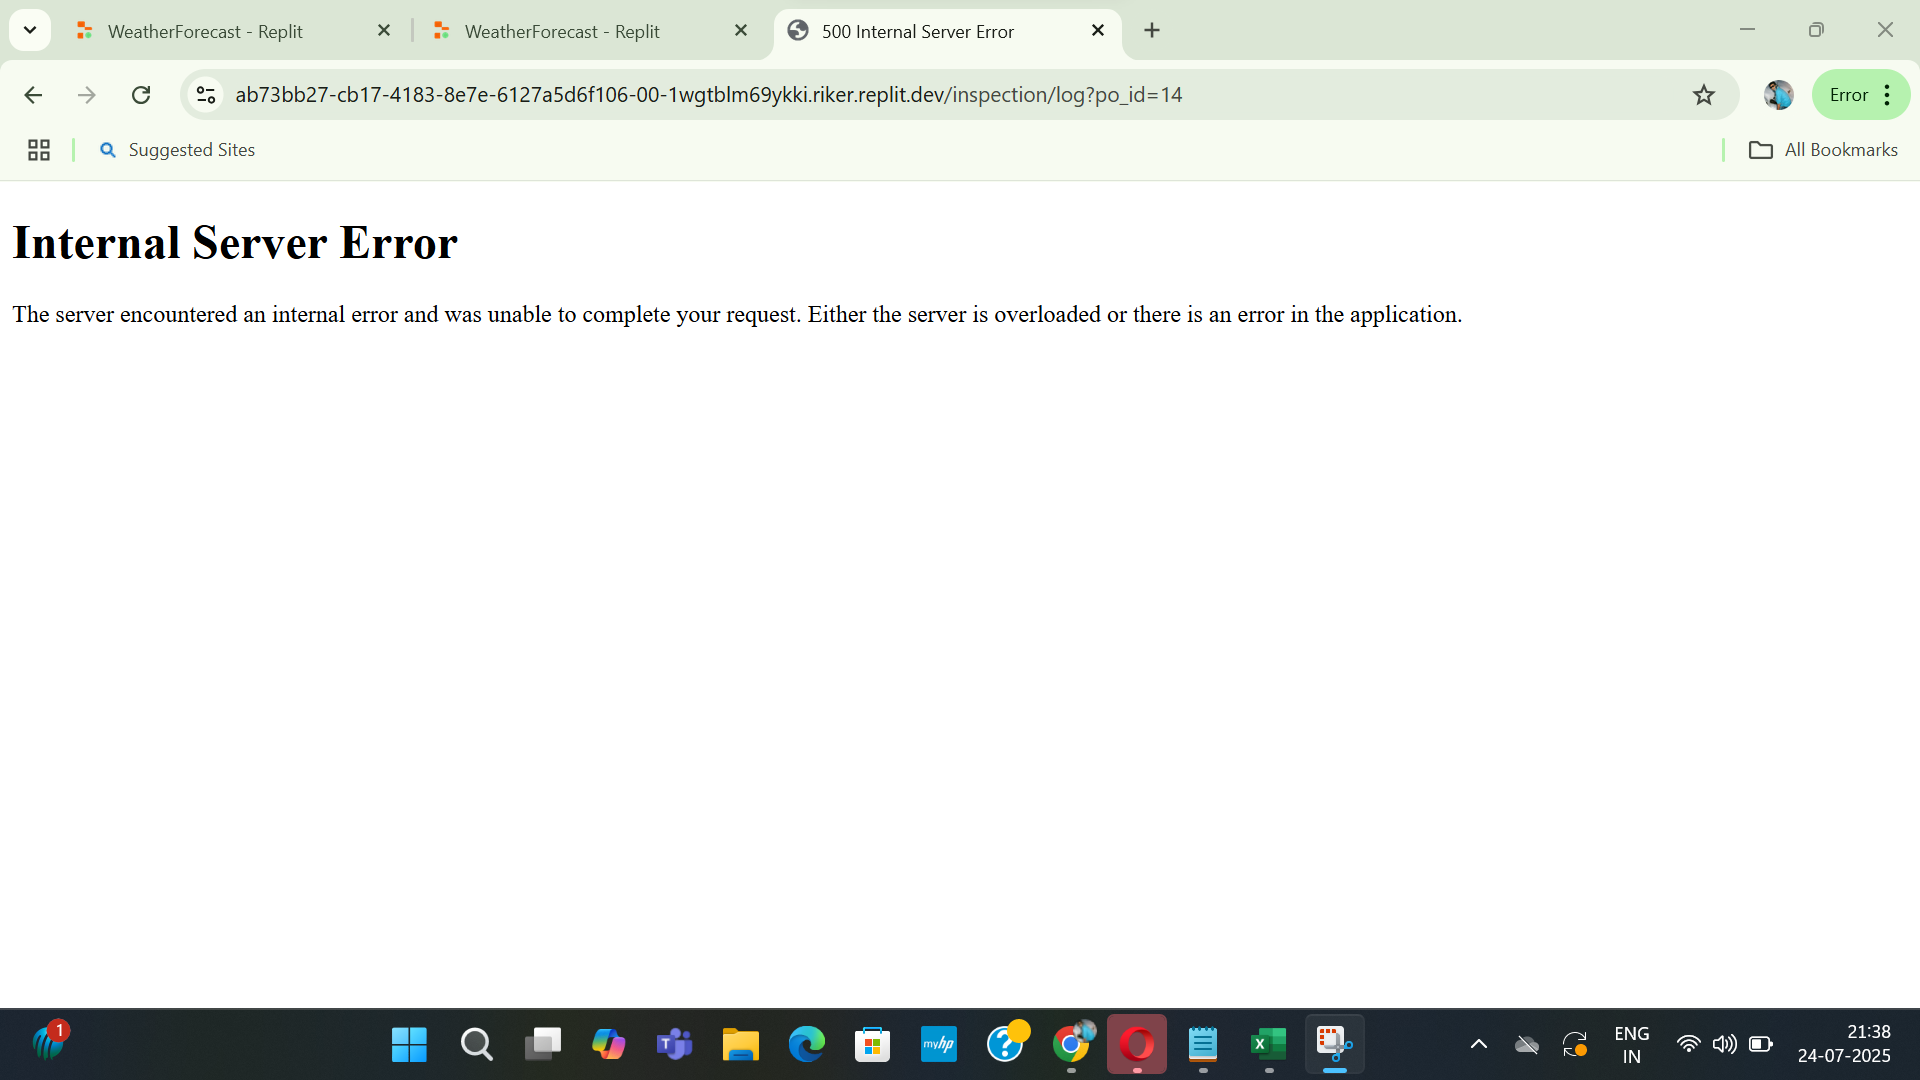 WeatherForecast - Replit
WeatherForecast - Replit
500 Internal Server Error
ab73bb27-cb17-4183-8e7e-6127a5d6f106-00-1wgtblm69ykki.riker.replit.dev/inspection/log?po_id=14
Error
Suggested Sites
All Bookmarks
Internal Server Error
The server encountered an internal error and was unable to complete your request. Either the server is overloaded or there is an error in the application.
1
T
myhp
?
X
ENG
IN
21:38
24-07-2025